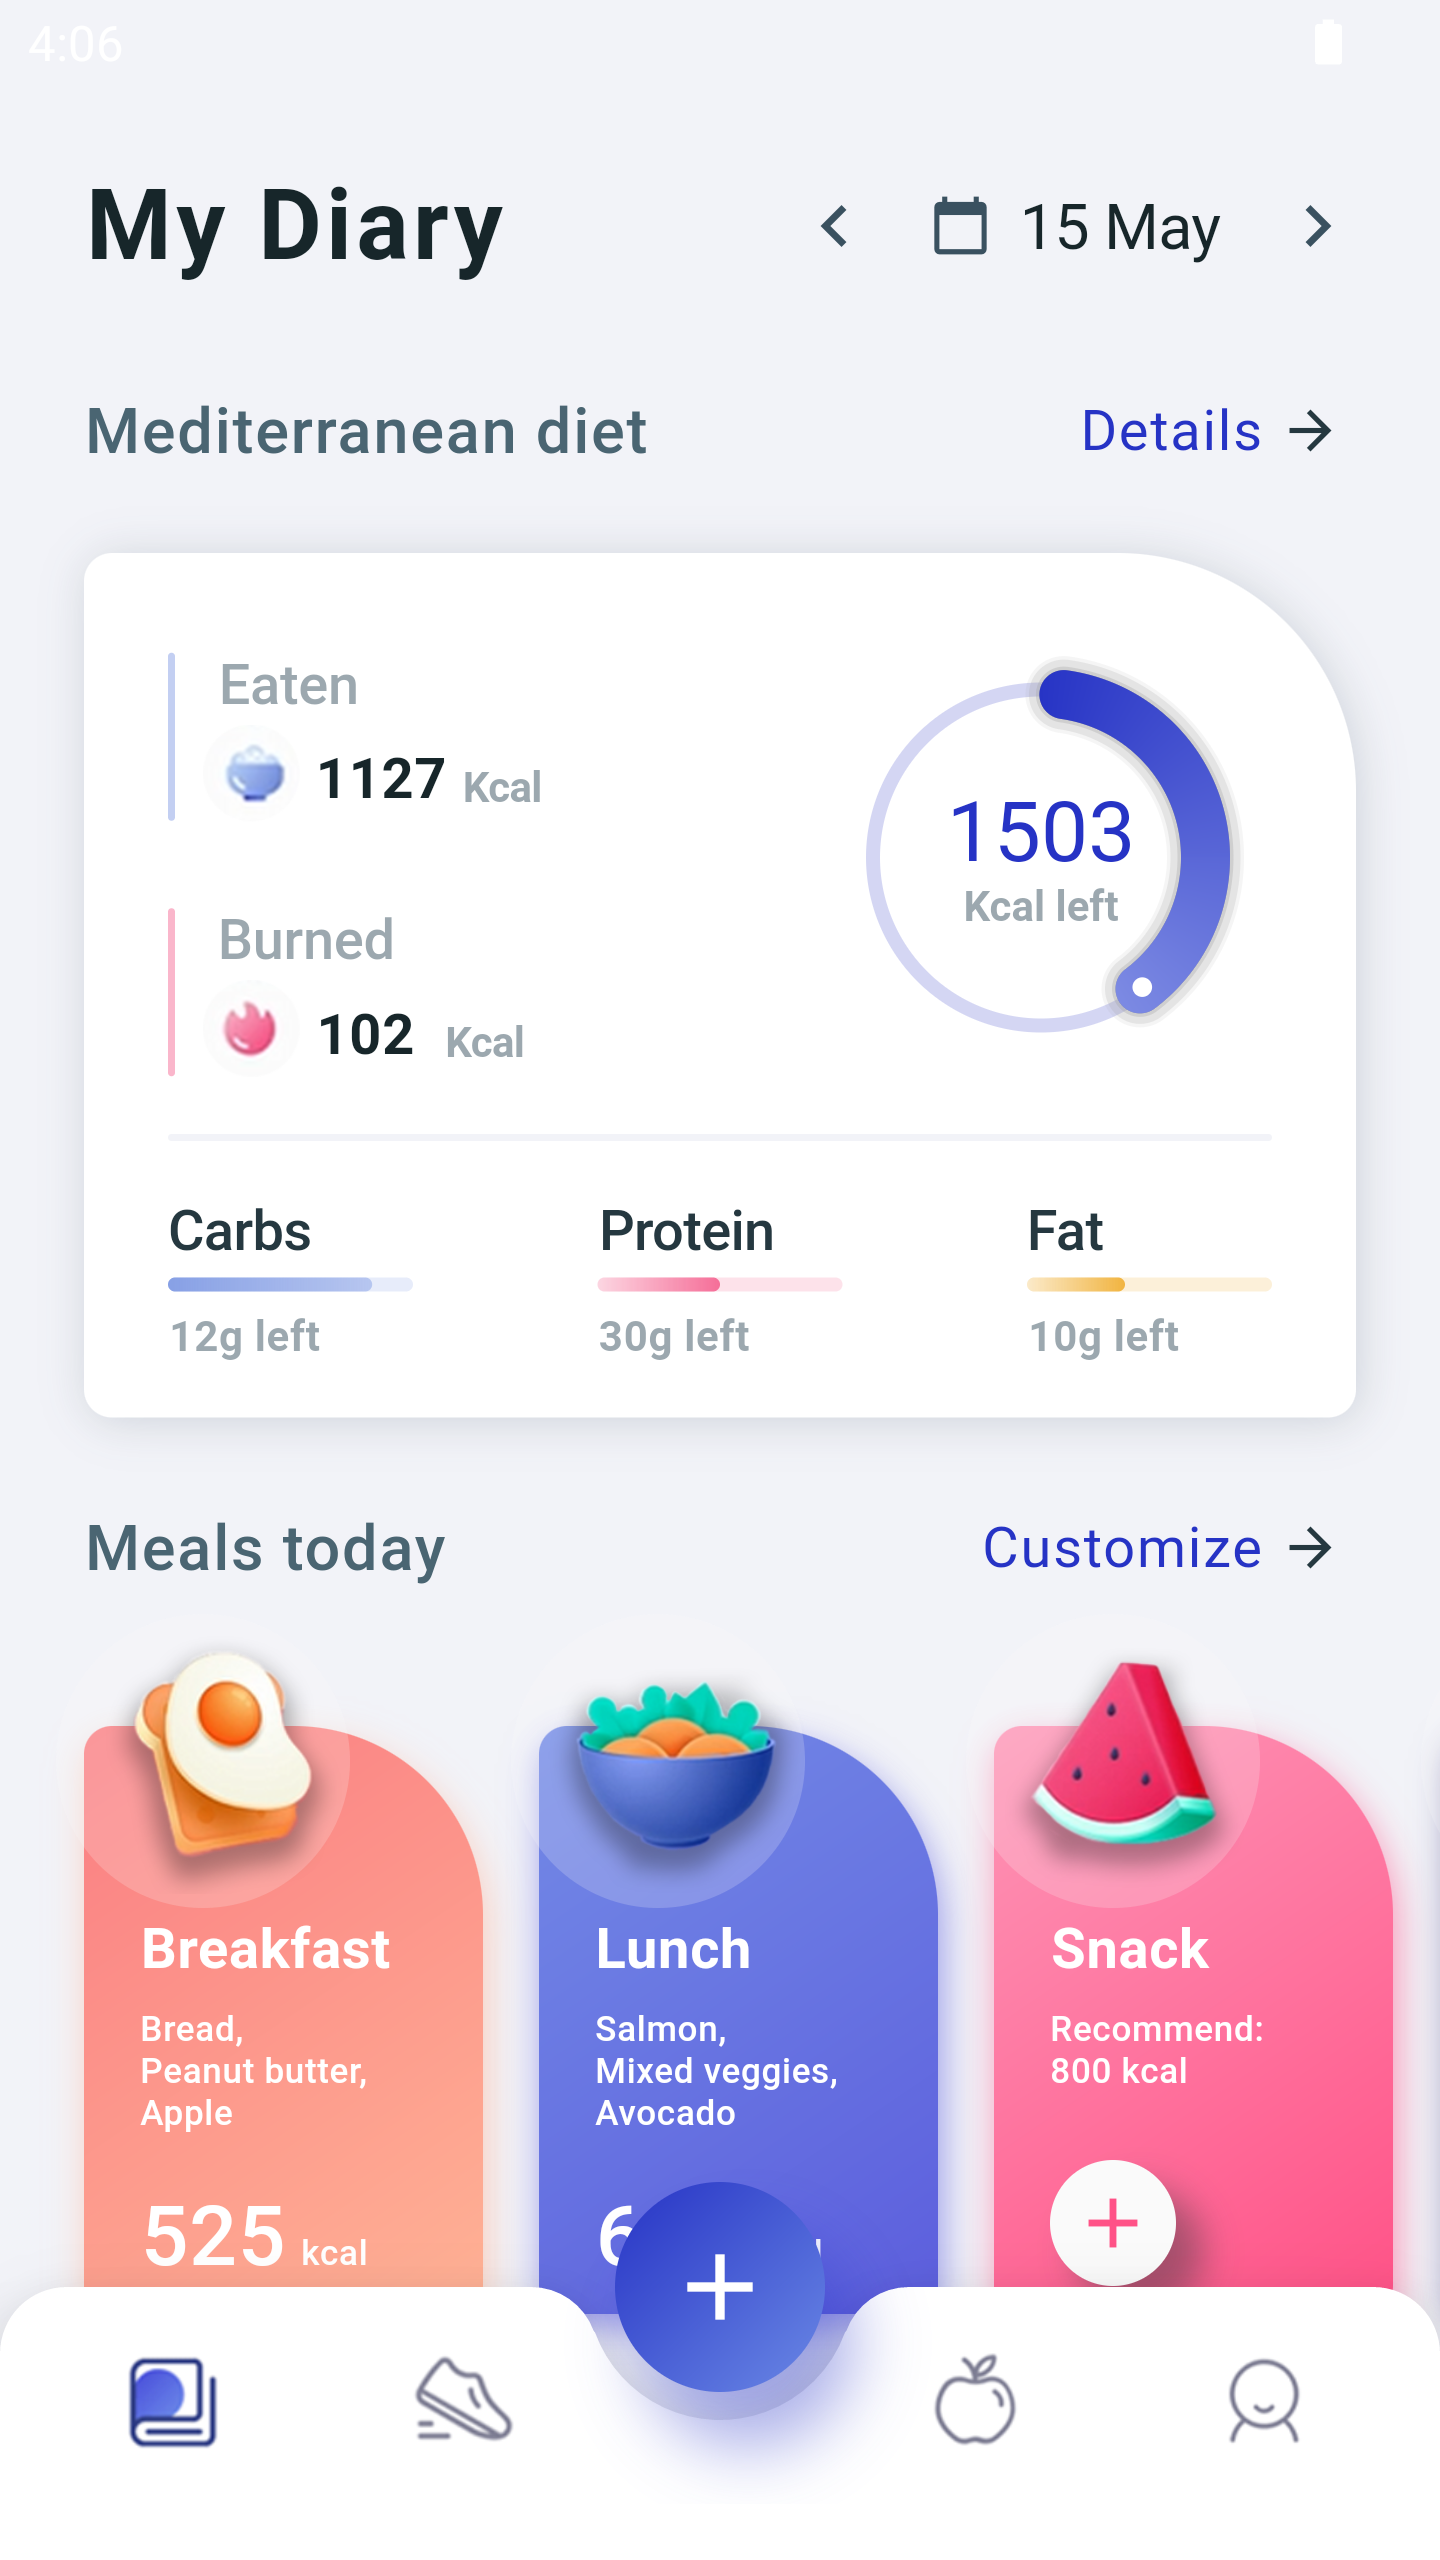 4:06
My Diary
15 May
Mediterranean diet
Details
Eaten
1127 Kcal
Burned
102 Kcal
1503
Kcal left
Carbs
12g left
Protein
30g left
Fat
10g left
Meals today
Customize
Breakfast
Bread,
Peanut butter,
Apple
525 kcal
Lunch
Salmon,
Mixed veggies,
Avocado
Snack
Recommend:
800 kcal